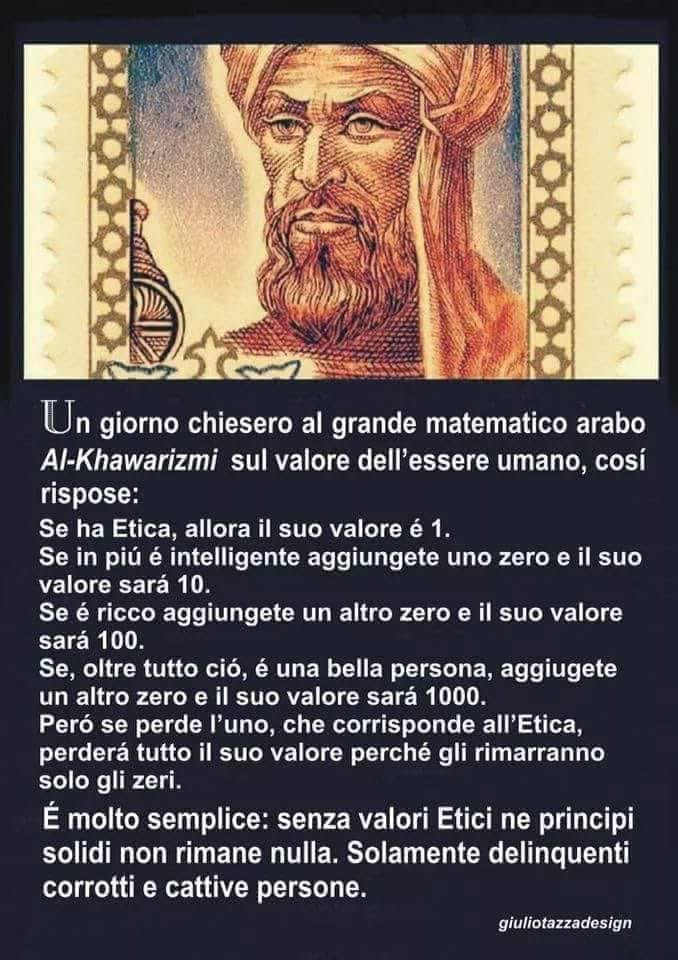 Un giorno chiesero al grande matematico arabo
Al-Khawarizmi sul valore dell'essere umano, cosí
rispose:
Se ha Etica, allora il suo valore é 1.
Se in piú é intelligente aggiungete uno zero e il suo
valore sará 10.
Se é ricco aggiungete un altro zero e il suo valore
sará 100.
Se, oltre tutto ció, é una bella persona, aggiugete
un altro zero e il suo valore sará 1000.
Peró se perde l'uno, che corrisponde all'Etica,
perderá tutto il suo valore perché gli rimarranno
solo gli zeri.
É molto semplice: senza valori Etici ne principi
solidi non rimane nulla. Solamente delinquenti
corrotti e cattive persone.
giuliotazzadesign